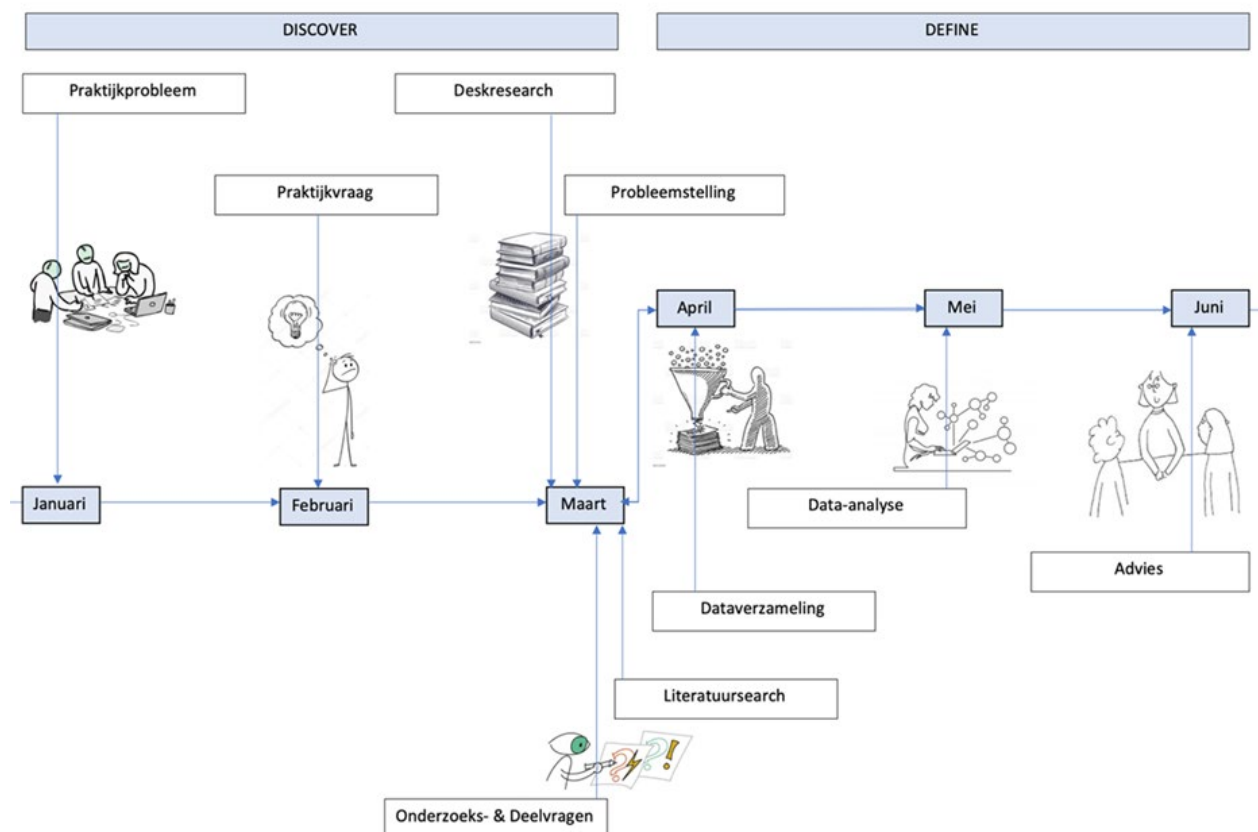 DISCOVER
DEFINE
Praktijkprobleem
Deskresearch
Praktijkvraag
Probleemstelling
April
Mei
Juni
Januari
Februari
Maart
Data-analyse
Advies
Dataverzameling
Literatuursearch
Onderzoeks- & Deelvragen